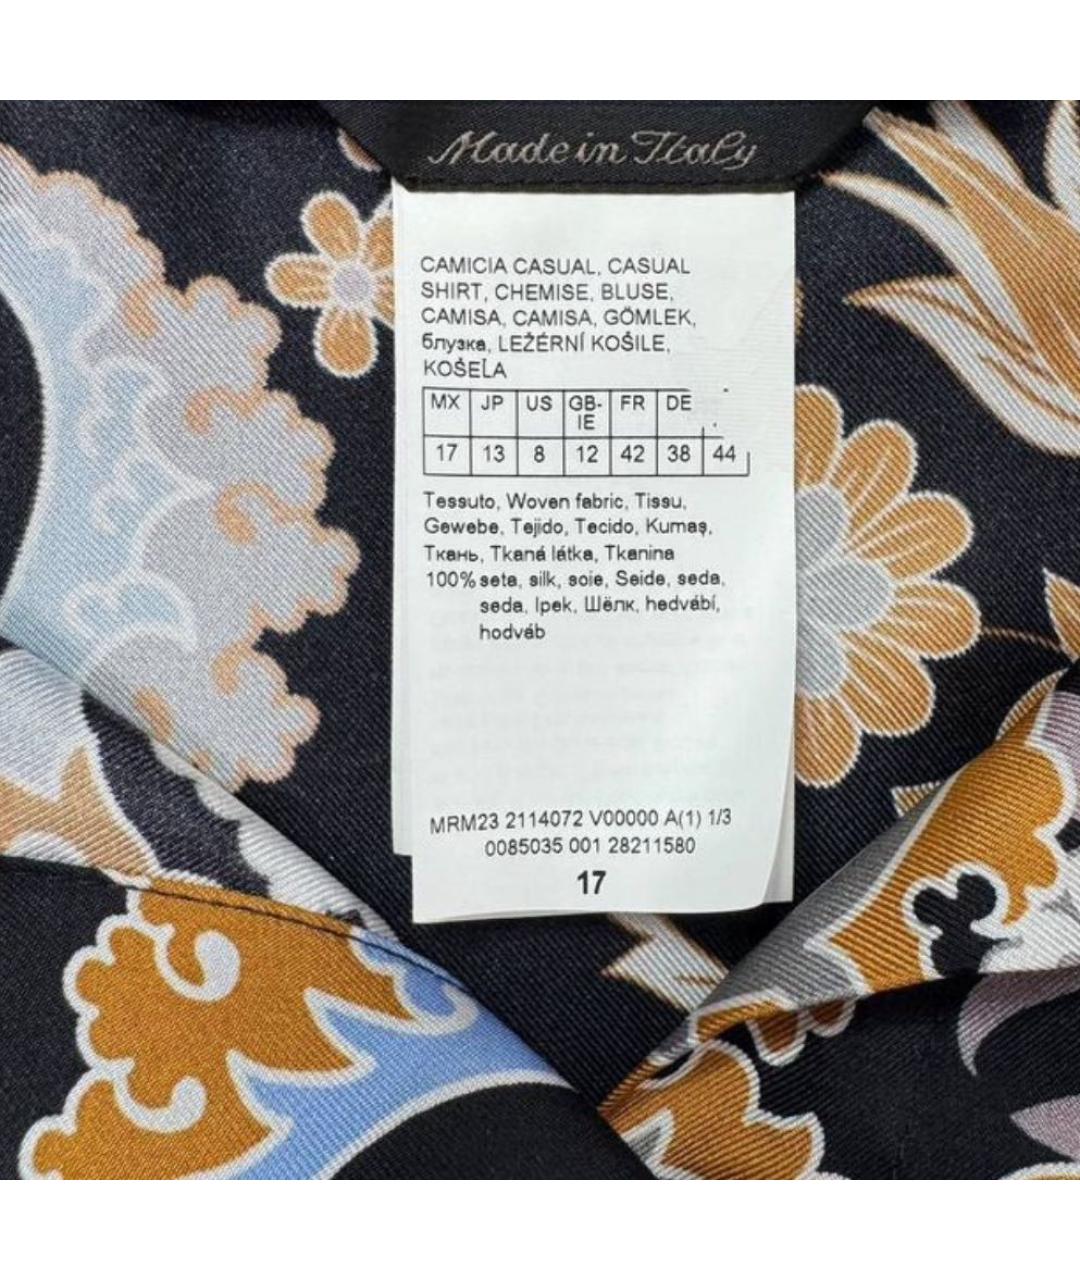 Made in Italy
CAMICIA CASUAL, CASUAL
SHIRT, CHEMISE, BLUSE,
CAMISA, CAMISA, GÖMLEK,
блузка, LEŽÉRNÍ KOŠILE,
KOŠEĽA
MX JP US GB- FR DE
IE
17 13 8 12 42 38 44
Tessuto, Woven fabric, Tissu,
Gewebe, Tejido, Tecido, Kumaş,
Ткань, Tkaná látka, Tkanina
100% seta, silk, soie, Seide, seda,
seda, Ipek, Шёлк, hedvábí,
hodváb
MRM23 2114072 V00000 A(1) 1/3
0085035 001 28211580
17